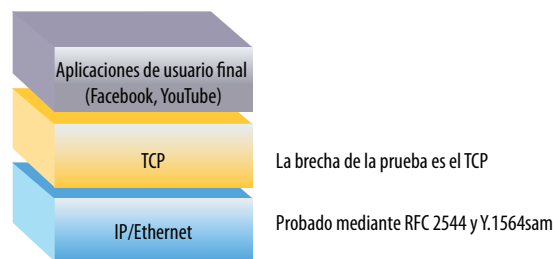 Aplicaciones de usuario final
(Facebook, YouTube)
TCP
La brecha de la prueba es el TCP
IP/Ethernet
Probado mediante RFC 2544 y Y.1564sam